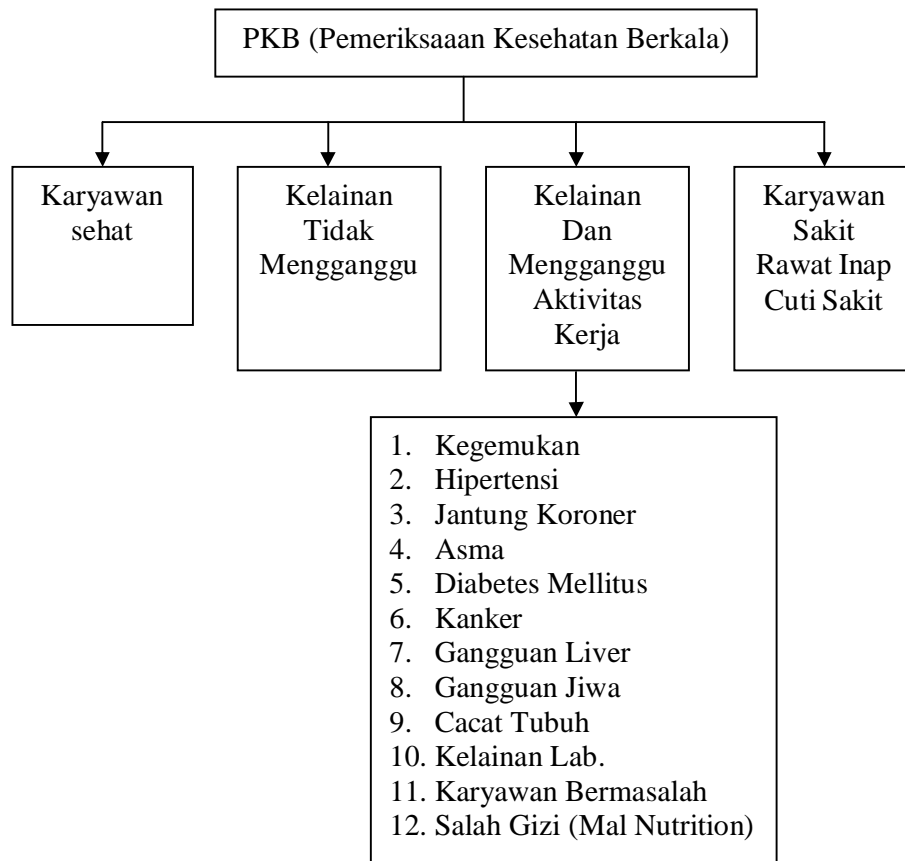 PKB (Pemeriksaaan Kesehatan Berkala)
Karyawan
sehat
Kelainan
Tidak
Mengganggu
Kelainan
Dan
Mengganggu
Aktivitas
Kerja
Karyawan
Sakit
Rawat Inap
Cuti Sakit
1. Kegemukan
2. Hipertensi
3. Jantung Koroner
4. Asma
5. Diabetes Mellitus
6. Kanker
7. Gangguan Liver
8. Gangguan Jiwa
9. Cacat Tubuh
10. Kelainan Lab.
11. Karyawan Bermasalah
12. Salah Gizi (Mal Nutrition)